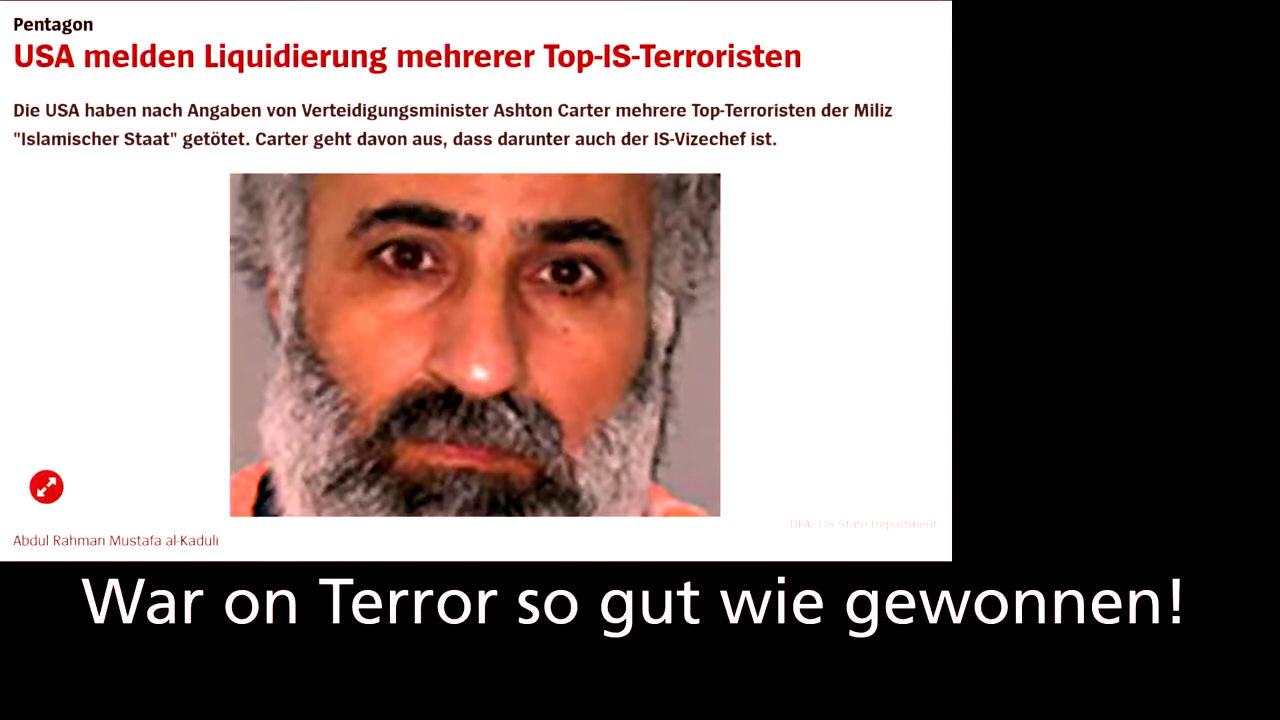 Pentagon
USA melden Liquidierung mehrerer Top-IS-Terroristen
Die USA haben nach Angaben von Verteidigungsminister Ashton Carter mehrere Top-Terroristen der Miliz
"Islamischer Staat" getötet. Carter geht davon aus, dass darunter auch der IS-Vizechef ist.
DPA, US State Department
Abdul Rahman Mustafa al-Kaduli
War on Terror so gut wie gewonnen!